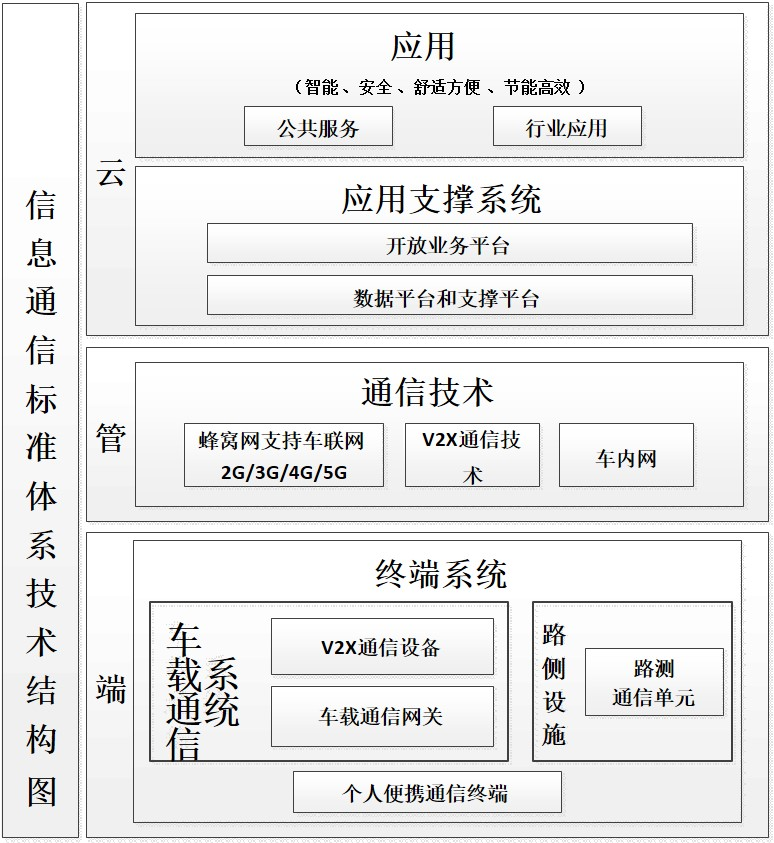 信息通信标准体系技术结构图
云
应用
（智能、安全、舒适方便、节能高效）
公共服务
行业应用
应用支撑系统
开放业务平台
数据平台和支撑平台
管
通信技术
蜂窝网支持车联网
2G/3G/4G/5G
V2X通信技
术
车内网
端
终端系统
车载通信
系统
V2X通信设备
车载通信网关
路侧设施
路测
通信单元
个人便携通信终端